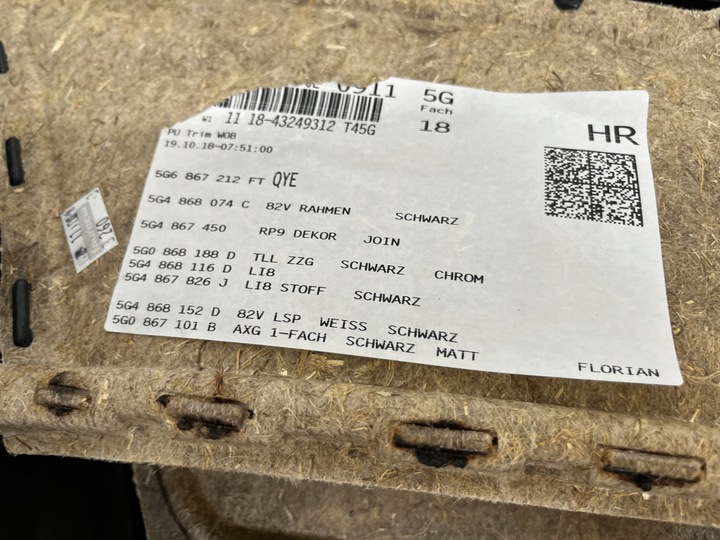 0911 5G
Fach
WI 11 18-43249312 T45G 18
HR
PU Trim WOB
19.10.18-07:51:00
5G6 867 212 FT QYE
5G4 868 074 C 82V RAHMEN SCHWARZ
5G4 867 450 RP9 DEKOR JOIN
5G0 868 188 D TLL ZZG SCHWARZ CHROM
5G4 868 116 D LI8
5G4 867 826 J LI8 STOFF SCHWARZ
5G4 868 152 D 82V LSP WEISS SCHWARZ
5G0 867 101 B AXG 1-FACH SCHWARZ MATT
FLORIAN